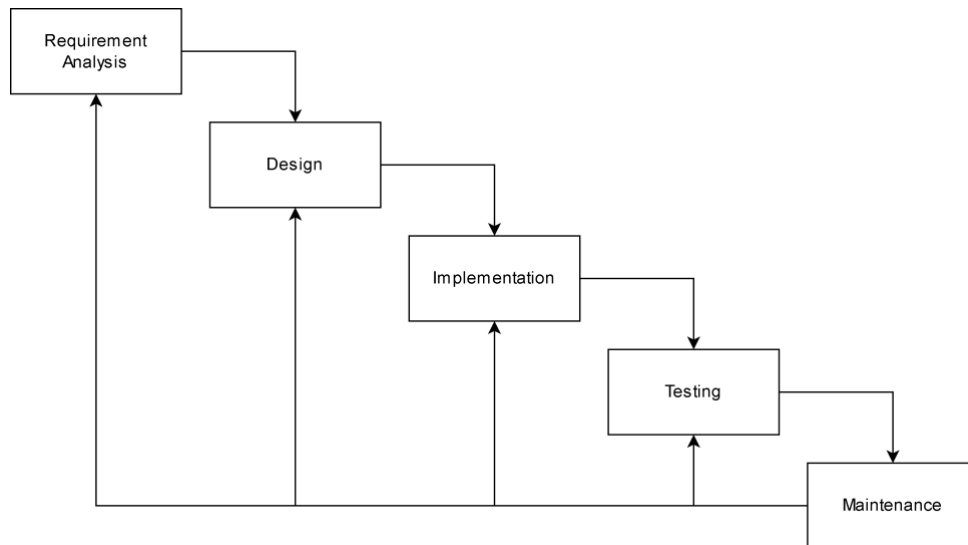 Requirement
Analysis
Design
Implementation
Testing
Maintenance